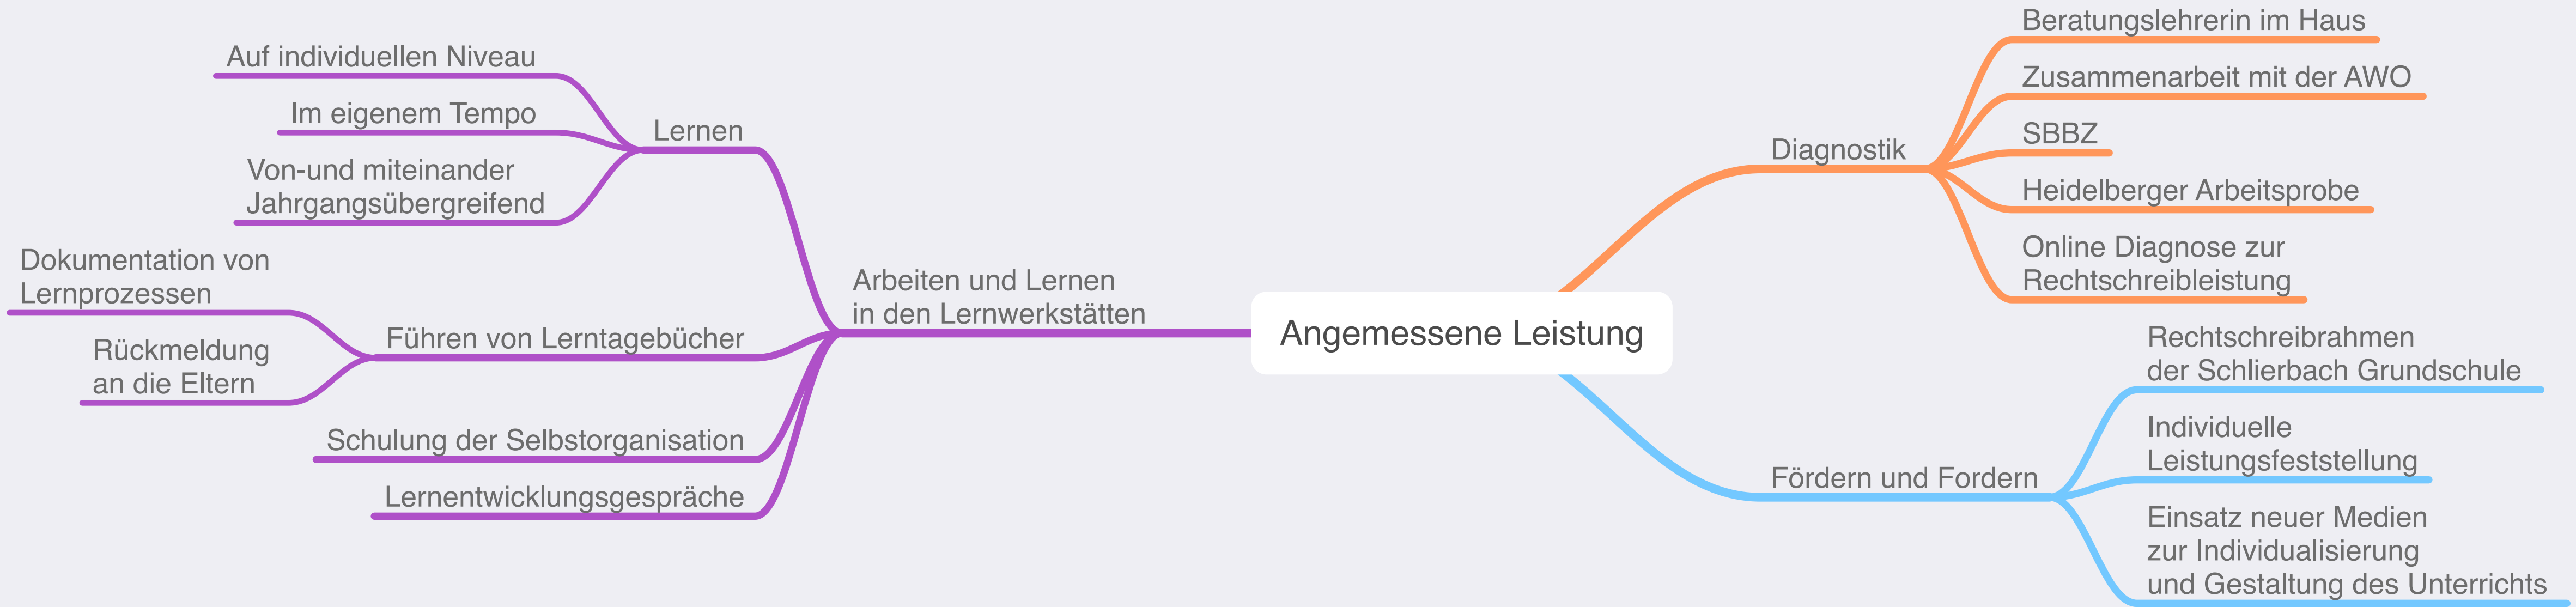 Auf individuellen Niveau
Im eigenem Tempo
Von-und miteinander
Jahrgangsübergreifend
Lernen
Dokumentation von
Lernprozessen
Rückmeldung
an die Eltern
Führen von Lerntagebücher
Schulung der Selbstorganisation
Lernentwicklungsgespräche
Arbeiten und Lernen
in den Lernwerkstätten
Angemessene Leistung
Diagnostik
Beratungslehrerin im Haus
Zusammenarbeit mit der AWO
SBBZ
Heidelberger Arbeitsprobe
Online Diagnose zur
Rechtschreibleistung
Fördern und Fordern
Rechtschreibrahmen
der Schlierbach Grundschule
Individuelle
Leistungsfeststellung
Einsatz neuer Medien
zur Individualisierung
und Gestaltung des Unterrichts